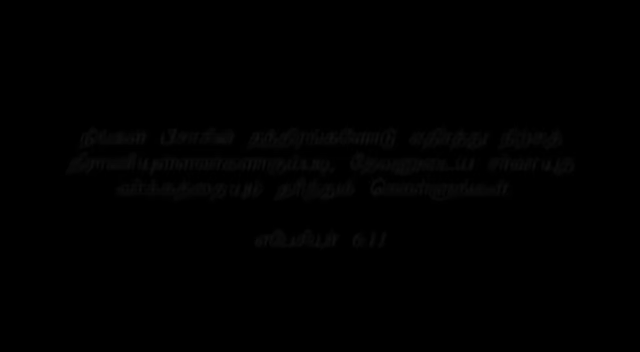 நீங்கள் பிசாசின் தந்திரங்களோடு எதிர்த்து நிற்கத்
திராணியுள்ளவர்களாகும்படி, தேவனுடைய சர்வாயுத
வர்க்கத்தையும் தரித்துக் கொள்ளுங்கள்
எபேசியர் 6:11